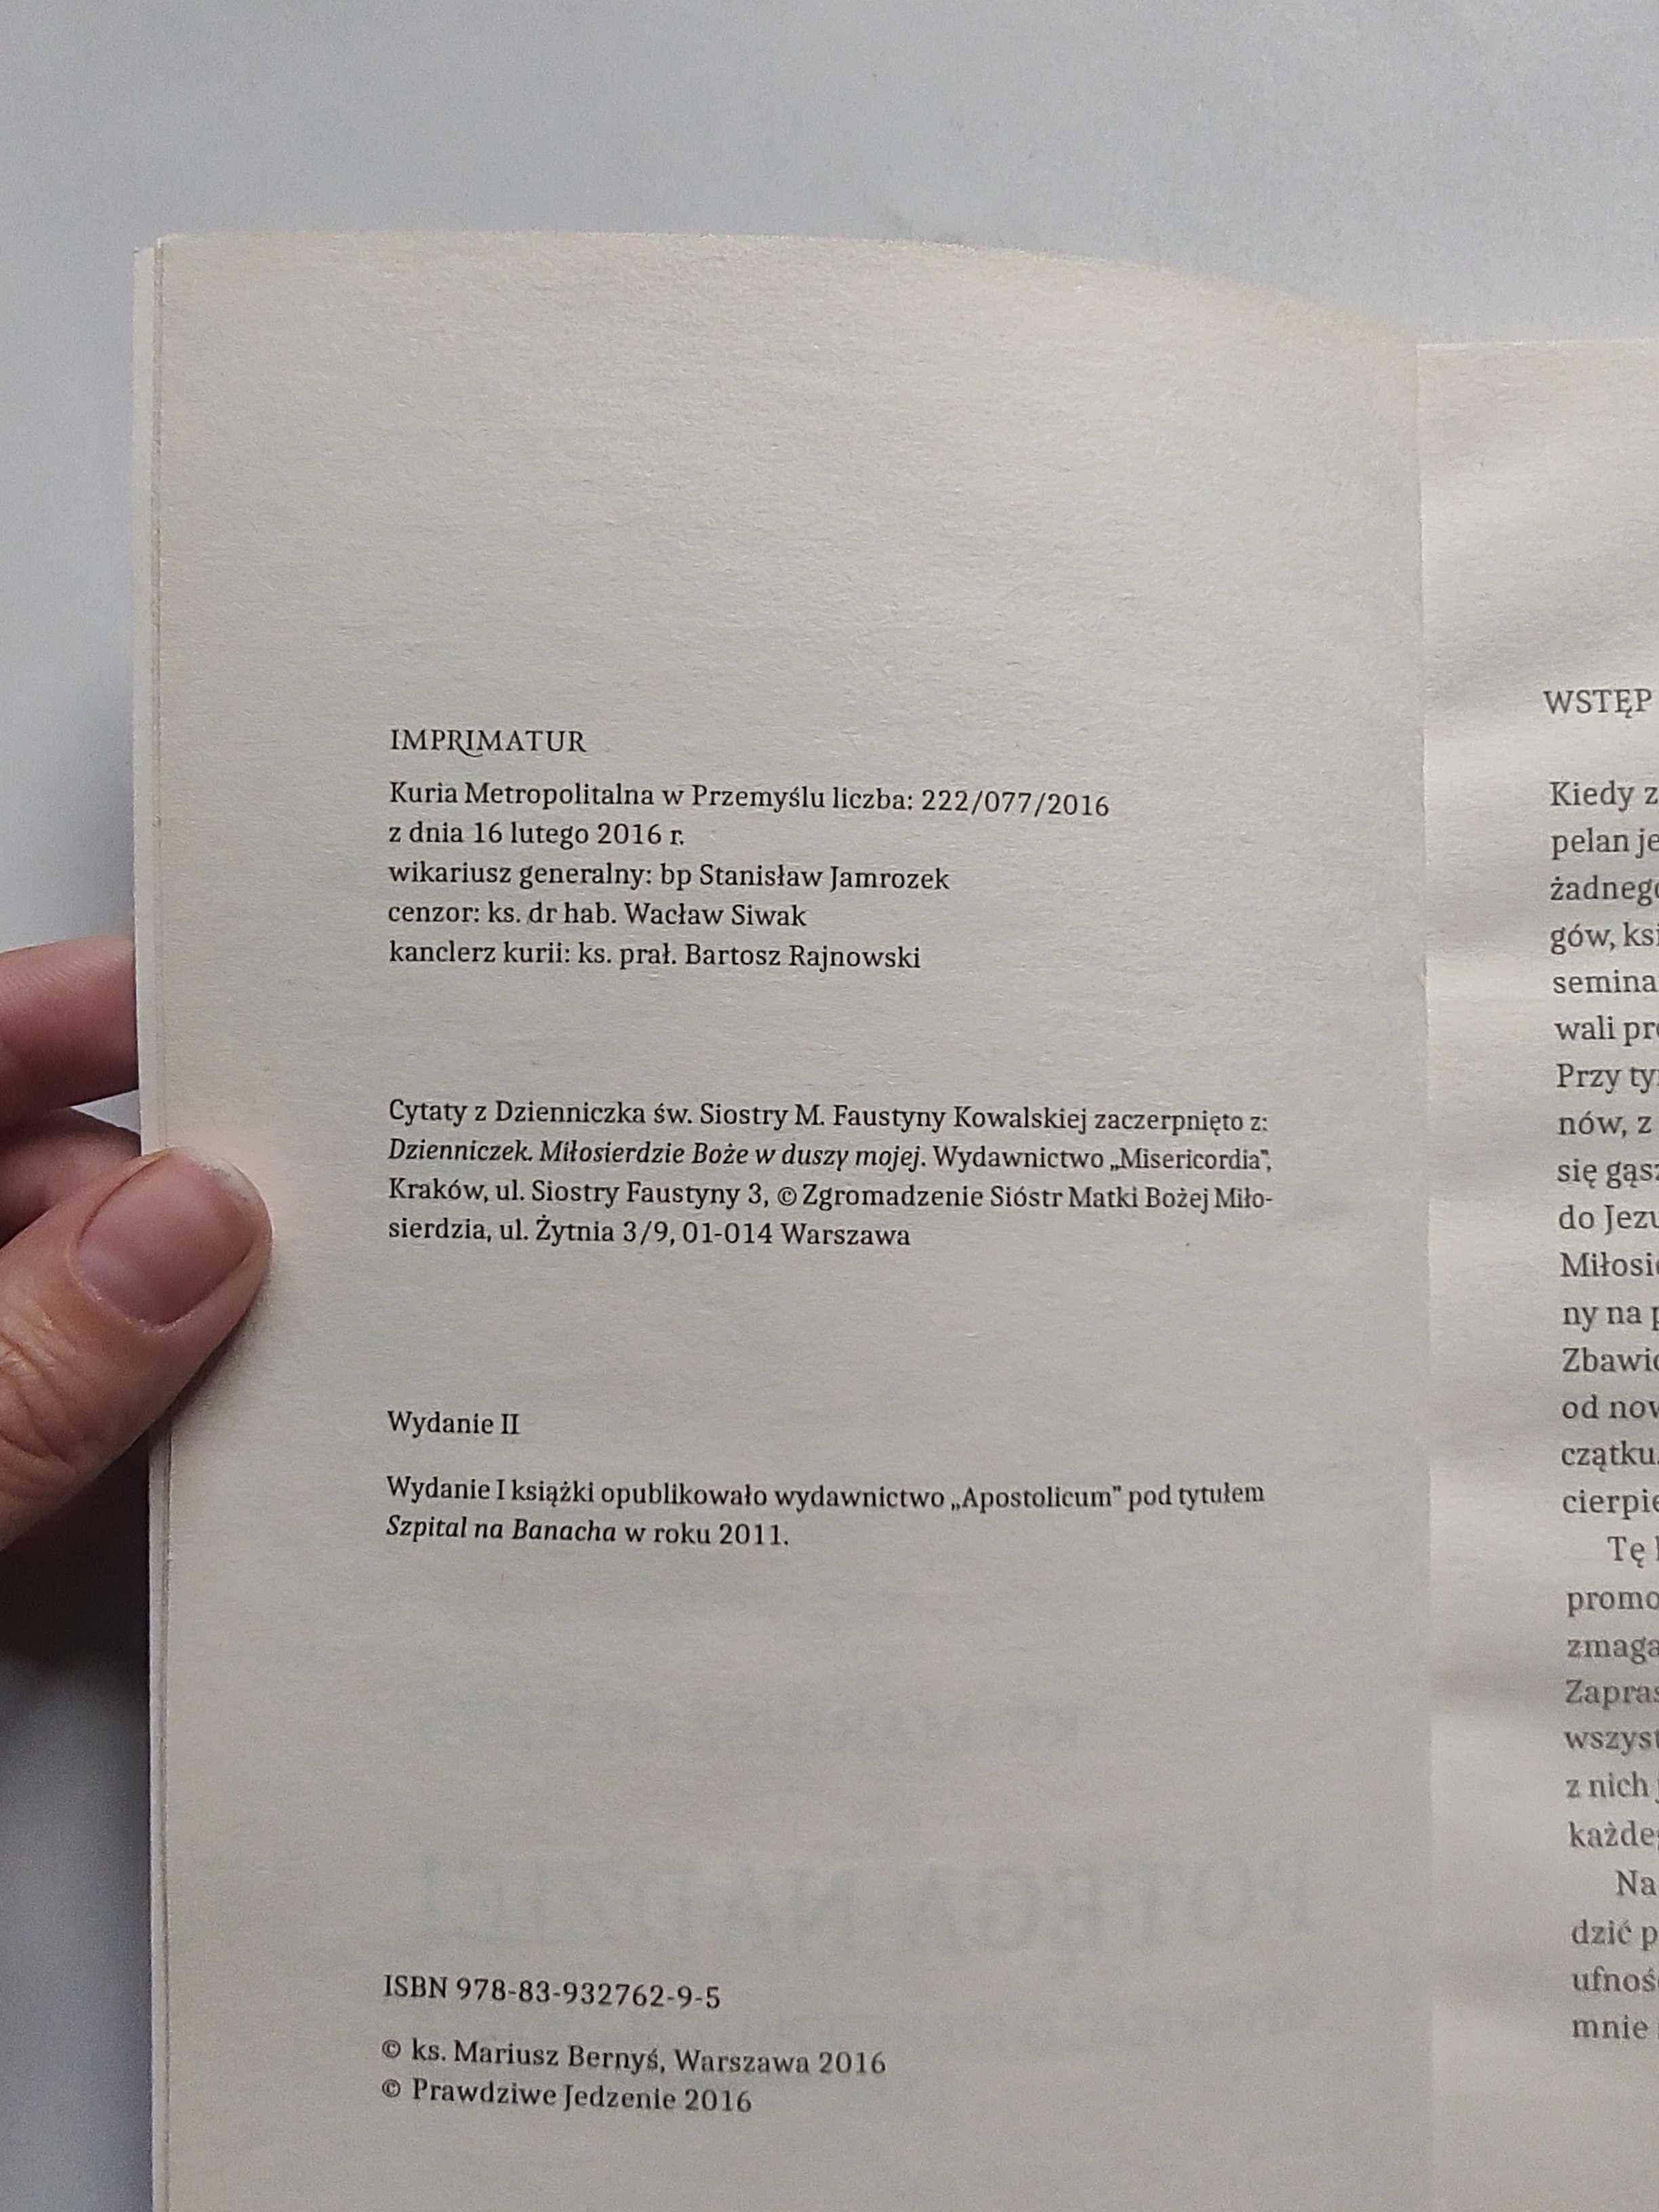 IMPRIMATUR
Kuria Metropolitalna w Przemyślu liczba: 222/077/2016
z dnia 16 lutego 2016 r.
wikariusz generalny: bp Stanisław Jamrozek
cenzor: ks. dr hab. Wacław Siwak
kanclerz kurii: ks. prał. Bartosz Rajnowski
Cytaty z Dzienniczka św. Siostry M. Faustyny Kowalskiej zaczerpnięto z:
Dzienniczek. Miłosierdzie Boże w duszy mojej. Wydawnictwo „Misericordia”,
Kraków, ul. Siostry Faustyny 3, © Zgromadzenie Sióstr Matki Bożej Miło-
sierdzia, ul. Żytnia 3/9, 01-014 Warszawa
Wydanie II
Wydanie I książki opublikowało wydawnictwo „Apostolicum” pod tytułem
Szpital na Banacha w roku 2011.
ISBN 978-83-932762-9-5
© ks. Mariusz Bernyś, Warszawa 2016
© Prawdziwe Jedzenie 2016
WSTĘP
Kiedy z
pelan je
żadneg
gów, ksi
semina
wali pr
Przy ty
nów, z
się gąs
do Jez
Miłosi
ny na p
Zbawi
od now
czątku
cierpie
Tę
promo
zmaga
Zapras
wszyst
z nich
każde
Na
dzić p
ufnoś
mnie